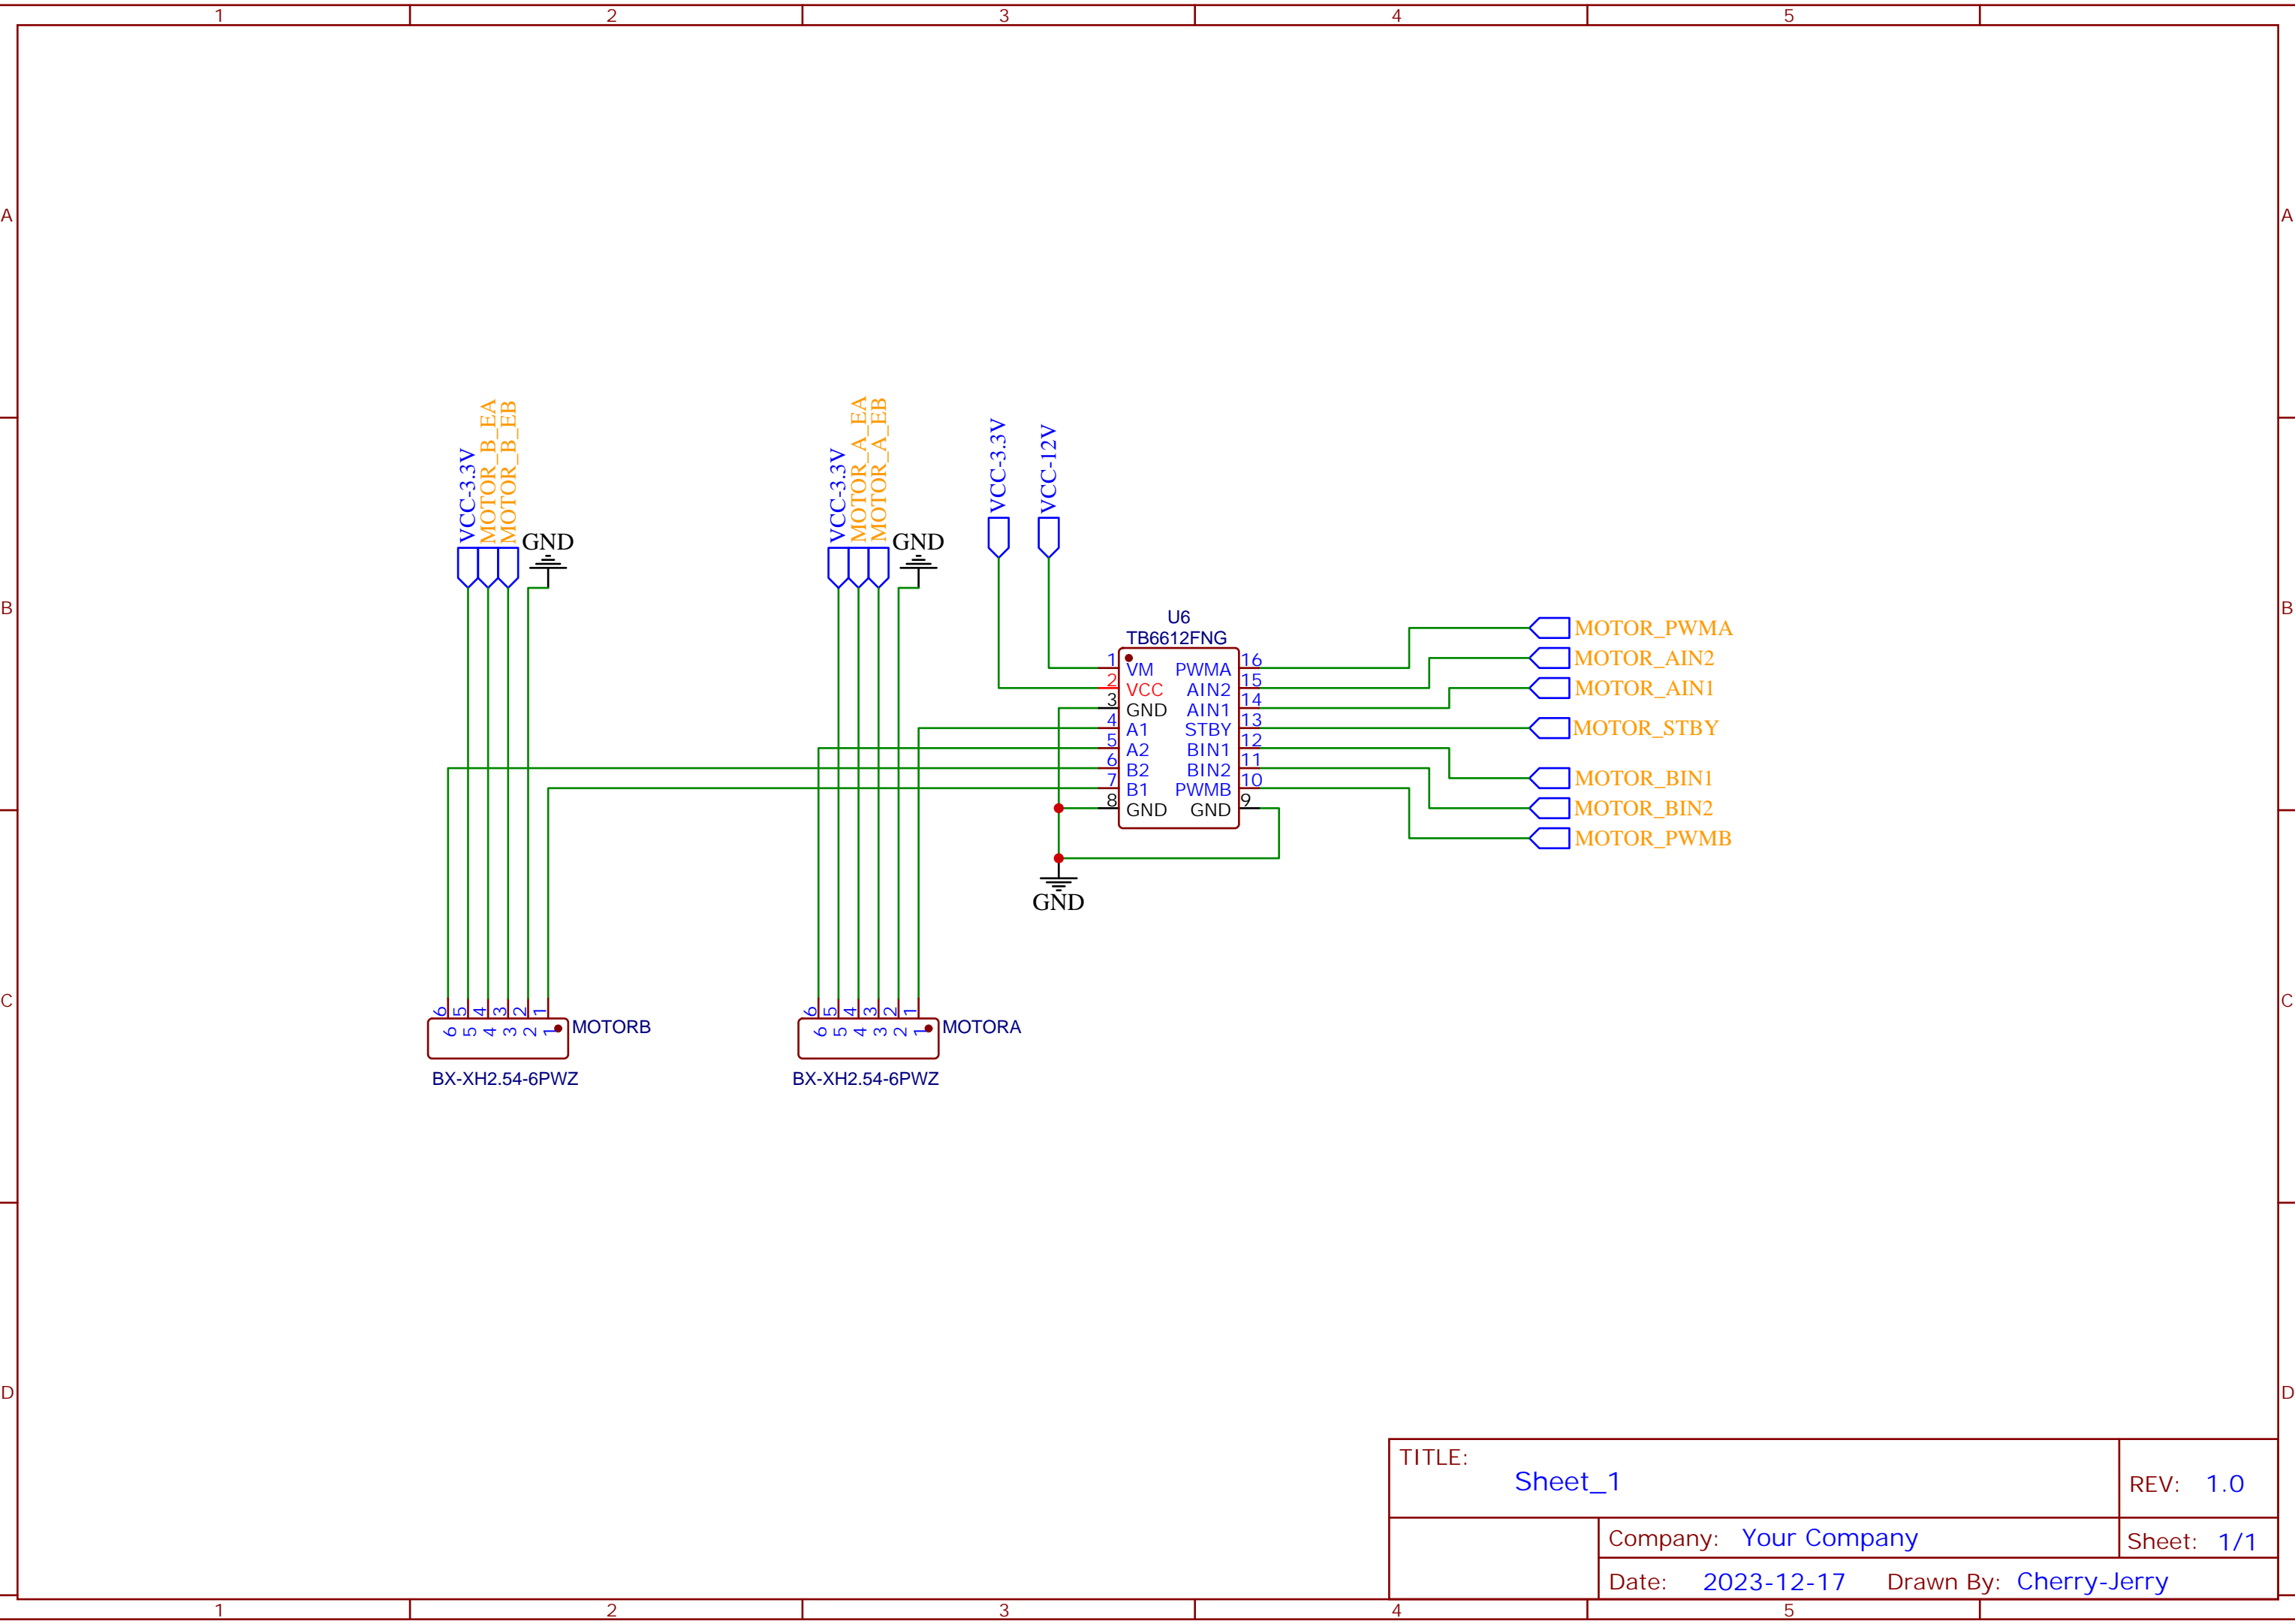 1 2 3 4 5
A A
MOTOR_B_EA
MOTOR_B_EB
VCC-3.3V
MOTOR_A_EA
MOTOR_A_EB
VCC-3.3V
VCC-3.3V
VCC-12V
GND
GND
B B
U6
TB6612FNG
1 VM PWMA 16 MOTOR_PWMA
2 VCC AIN2 15 MOTOR_AIN2
3 GND AIN1 14 MOTOR_AIN1
4 A1 STBY 13 MOTOR_STBY
5 A2 BIN1 12 MOTOR_BIN1
6 B2 BIN2 11 MOTOR_BIN2
7 B1 PWMB 10 MOTOR_PWMB
8 GND GND 9
GND
C C
6 5 4 3 2 1
6 5 4 3 2 1 MOTORB
BX-XH2.54-6PWZ
6 5 4 3 2 1
6 5 4 3 2 1 MOTORA
BX-XH2.54-6PWZ
D D
TITLE:
Sheet_1
REV: 1.0
Company: Your Company
Sheet: 1/1
Date: 2023-12-17 Drawn By: Cherry-Jerry
1 2 3 4 5